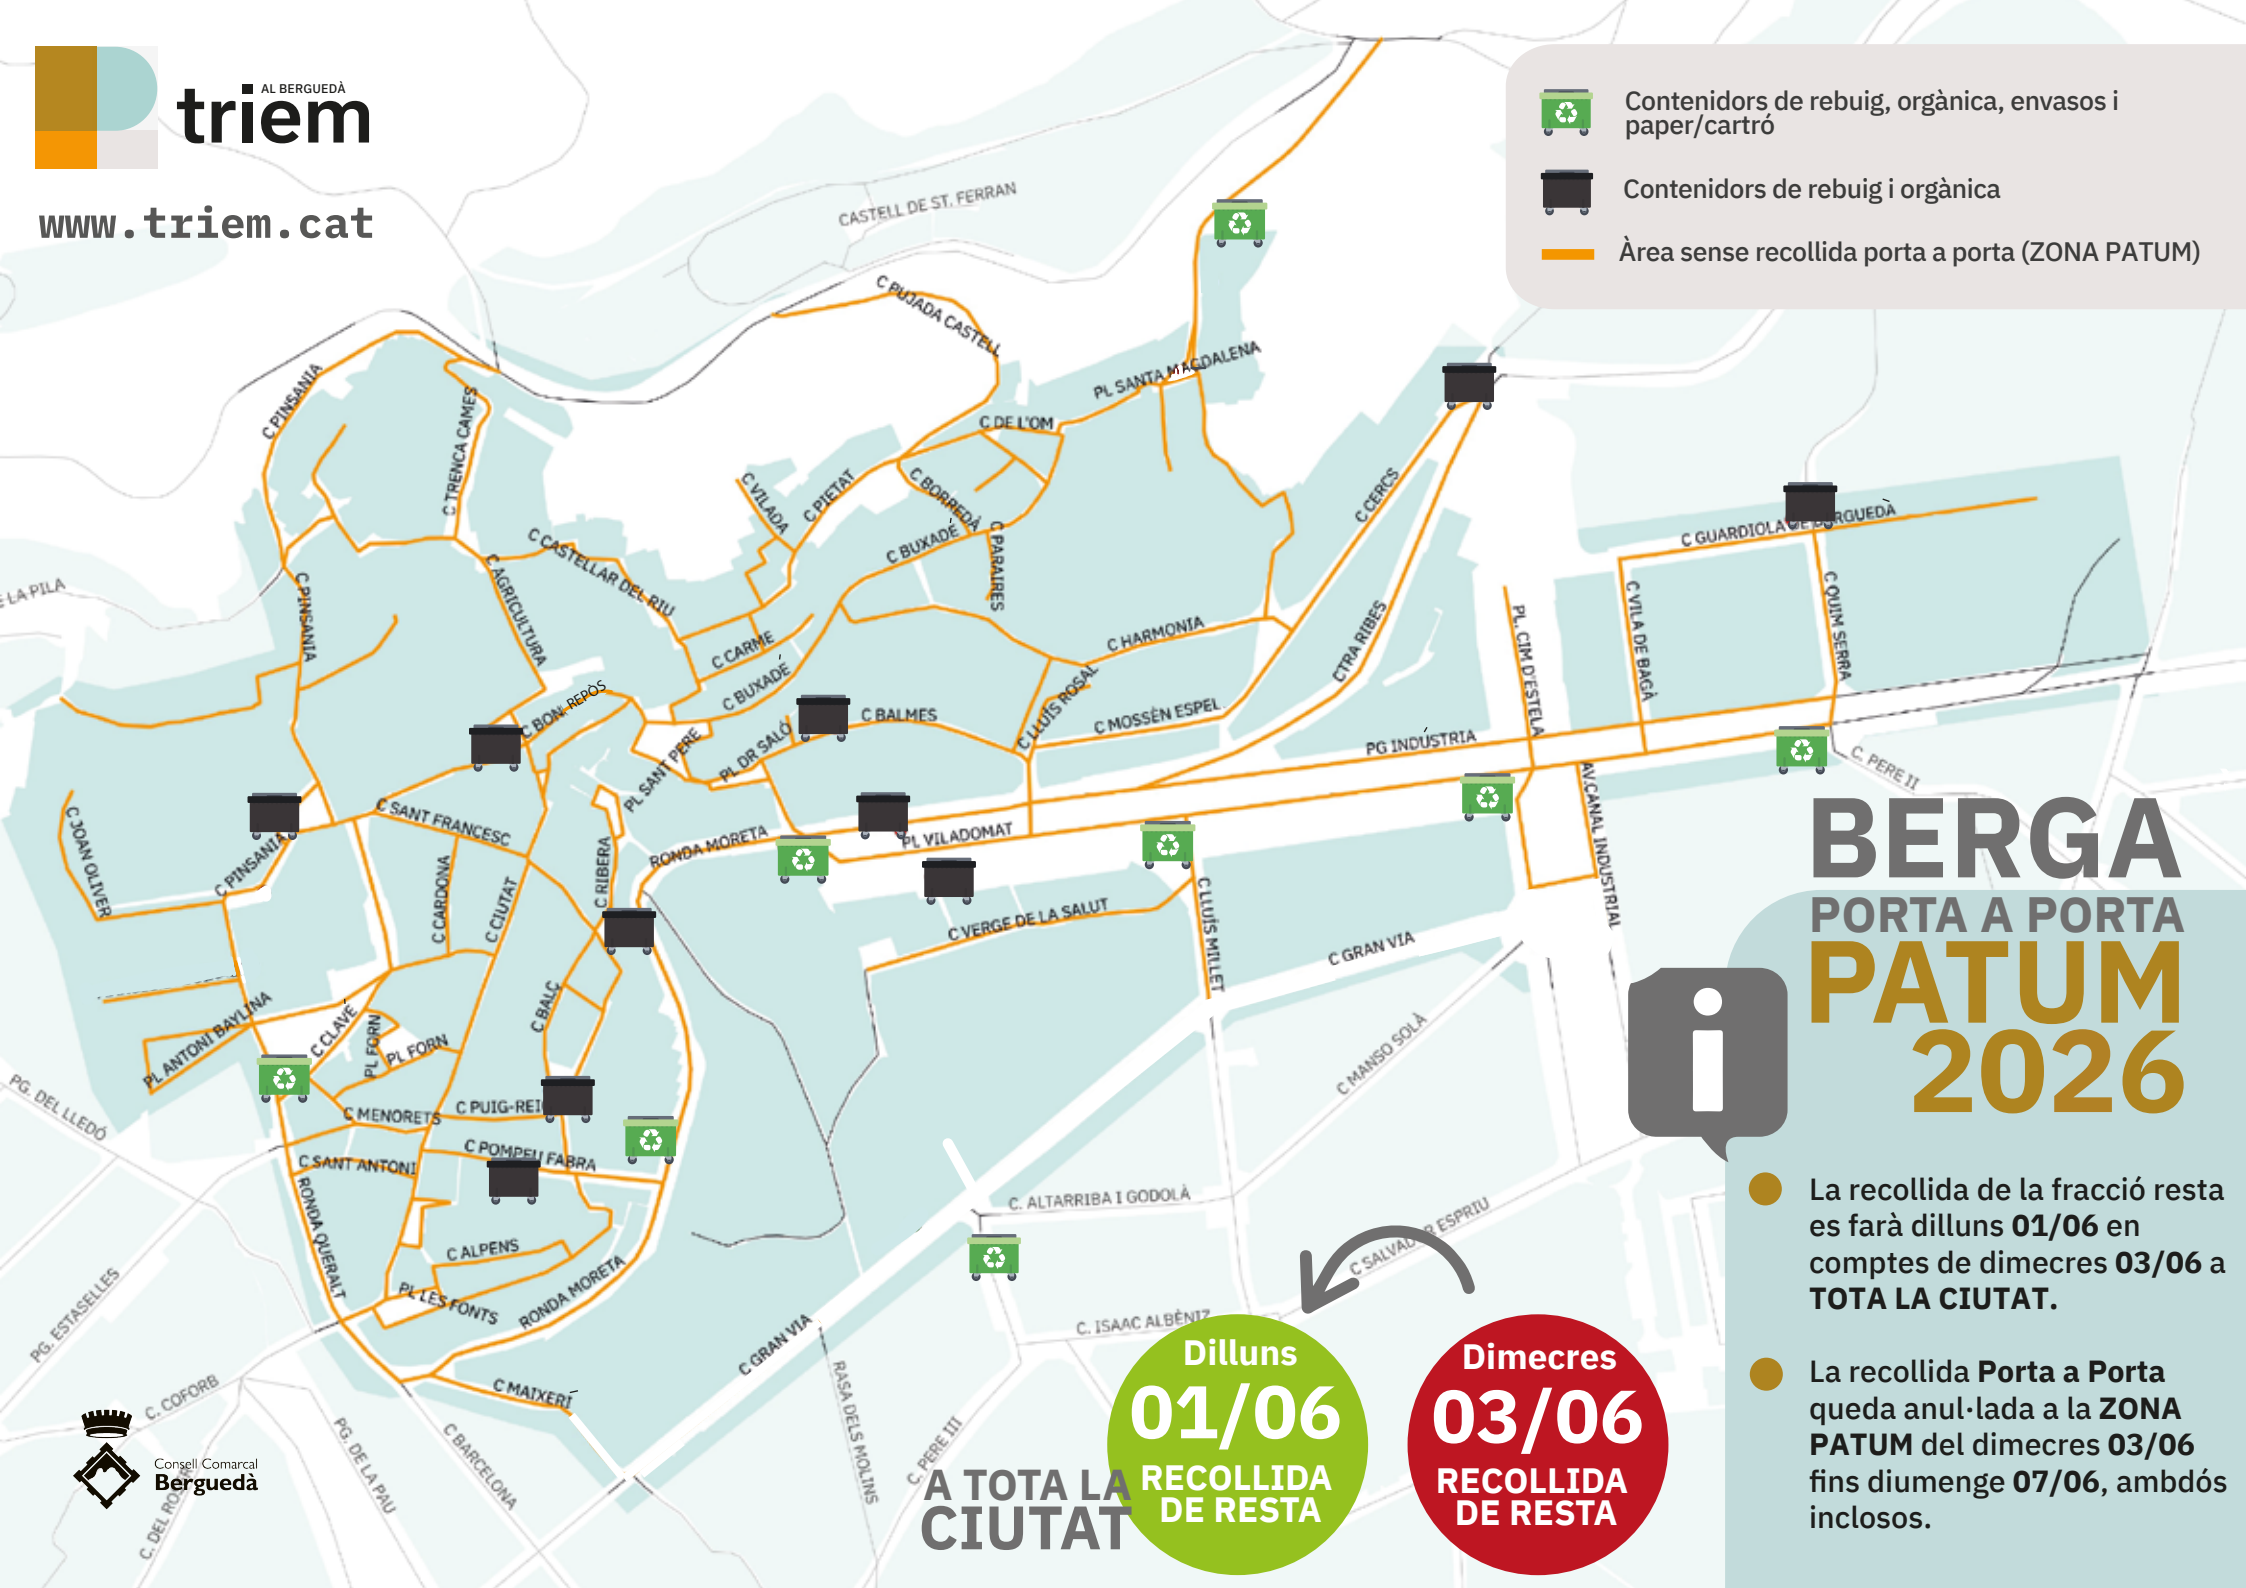 AL BERGUEDÀ
triem
www.triem.cat
Contenidors de rebuig, orgànica, envasos i
paper/cartró
Contenidors de rebuig i orgànica
Àrea sense recollida porta a porta (ZONA PATUM)
CASTELL DE ST. FERRAN
C PUJADA CASTELL
PL SANTA MAGDALENA
C DE L'OM
C PINSANIA
C TRENCA CAMES
C VILADA
C PIETAT
C BORREDÀ
C BUXADÉ
C PARAIRES
C CERCS
C GUARDIOLA DE BERGUEDÀ
C CASTELLAR DEL RIU
C AGRICULTURA
C PINSANIA
LA PILA
C CARME
C BUXADÉ
C HARMONIA
CTRA RIBES
PL. CIM D'ESTELA
C VILA DE BAGÀ
C QUIM SERRA
C BON REPÒS
PL SANT PERE
PL DR SALÓ
C BALMES
C LLUÍS ROSAL
C MOSSÈN ESPEL
PG INDÚSTRIA
C. PERE II
AV.CANAL INDUSTRIAL
C JOAN OLIVER
C SANT FRANCESC
C PINSANIA
C CARDONA
C CIUTAT
C RIBERA
RONDA MORETA
PL VILADOMAT
C VERGE DE LA SALUT
C LLUÍS MILLET
C GRAN VIA
C BALÇ
PL ANTONI BAYLINA
C CLAVÉ
PL FORN
PL FORN
C MANSO SOLÀ
PG. DEL LLEDÓ
C MENORETS
C PUIG-REI
C POMPEU FABRA
C SANT ANTONI
RONDA QUERALT
C. ALTARRIBA I GODOLÀ
C SALVADOR ESPRIU
C ALPENS
PL LES FONTS
RONDA MORETA
PG. ESTASELLES
C. ISAAC ALBÈNIZ
C GRAN VIA
C MAIXERÍ
RASA DELS MOLINS
C. PERE III
C. COFORB
PG. DE LA PAU
C BARCELONA
C. DEL ROSER
Consell Comarcal
Berguedà
BERGA
PORTA A PORTA
PATUM
2026
i
La recollida de la fracció resta
es farà dilluns 01/06 en
comptes de dimecres 03/06 a
TOTA LA CIUTAT.
La recollida Porta a Porta
queda anul·lada a la ZONA
PATUM del dimecres 03/06
fins diumenge 07/06, ambdós
inclosos.
A TOTA LA
CIUTAT
Dilluns
01/06
RECOLLIDA
DE RESTA
Dimecres
03/06
RECOLLIDA
DE RESTA